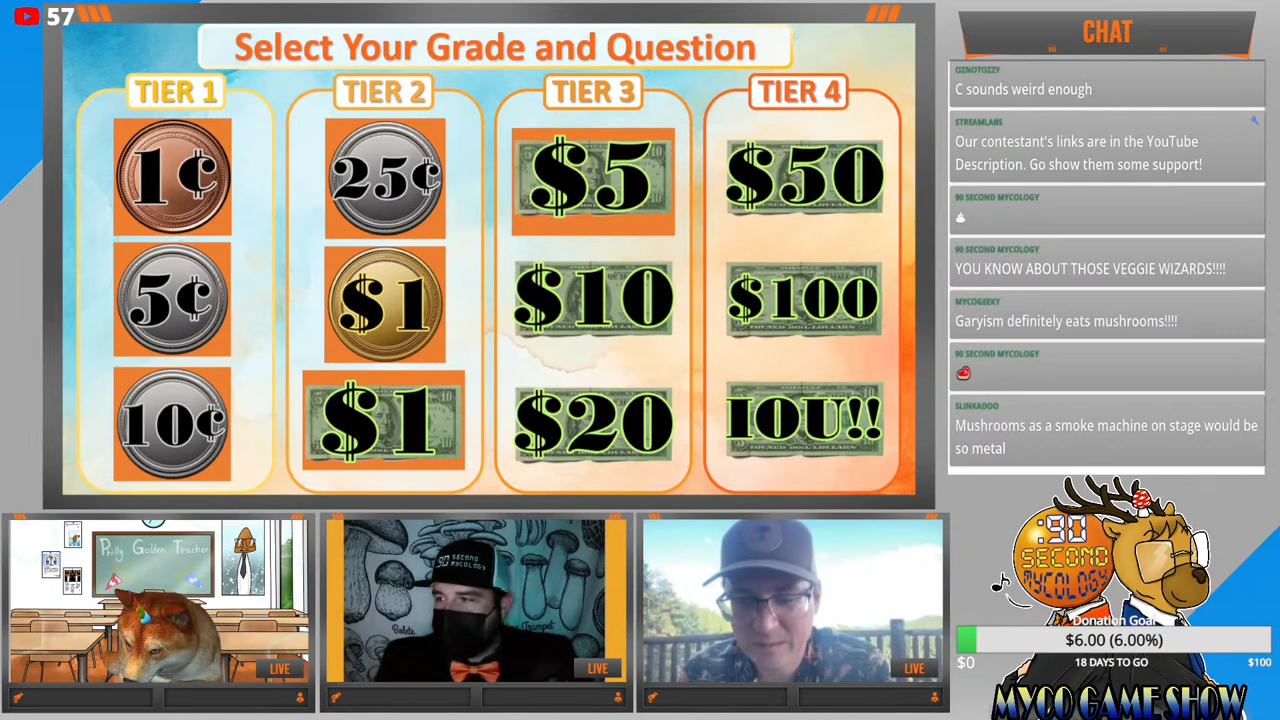 57
Select Your Grade and Question
TIER 1
TIER 2
TIER 3
TIER 4
1¢
25¢
$5
$50
5¢
$1
$10
$100
10¢
$1
$20
IOU!!
CHAT
OZNOTOZZY
C sounds weird enough
STREAMLABS
Our contestant's links are in the YouTube
Description. Go show them some support!
90 SECOND MYCOLOGY
90 SECOND MYCOLOGY
YOU KNOW ABOUT THOSE VEGGIE WIZARDS!!!!
MYCOGEEKY
Garyism definitely eats mushrooms!!!!
90 SECOND MYCOLOGY
SLINKADOO
Mushrooms as a smoke machine on stage would be
so metal
Philly Golden Teacher
LIVE
90 SECOND
MYCOLOGY
Bolete
Trumpet
LIVE
LIVE
:90
SECOND
MYCOLOGY
Donation Goal
$6.00 (6.00%)
$0
18 DAYS TO GO
$100
MYCO GAME SHOW